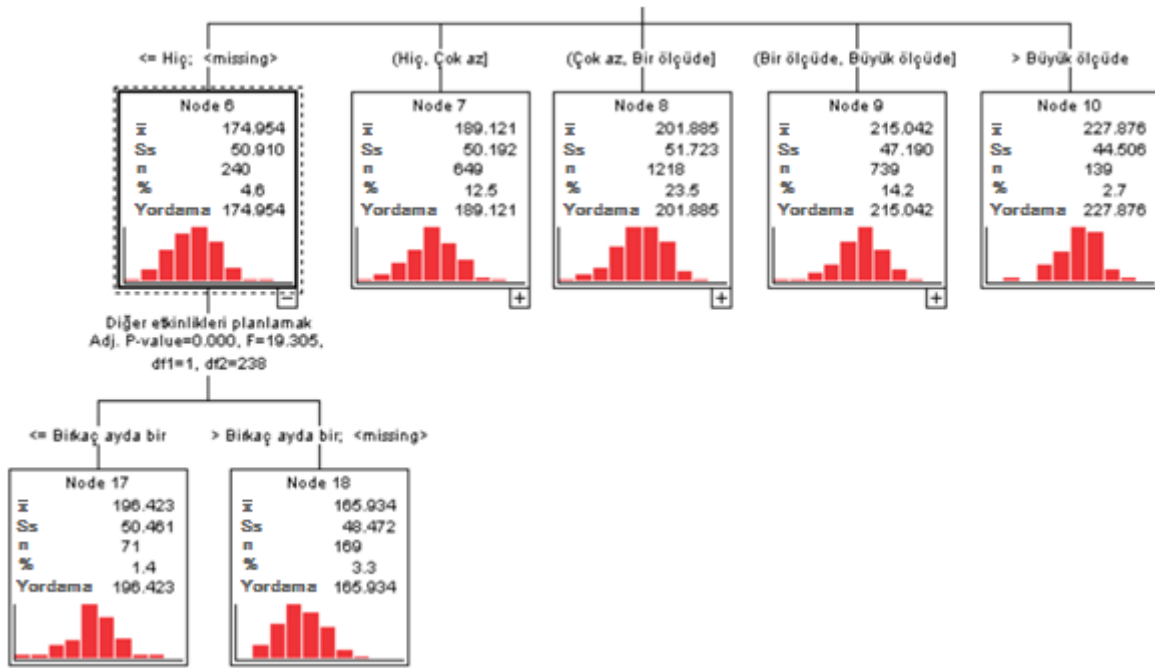 <= Hiç; <missing>
(Hiç, Çok az]
(Çok az, Bir ölçüde]
(Bir ölçüde, Büyük ölçüde]
> Büyük ölçüde
Node 6
x̅ 174.954
Ss 50.910
n 240
% 4.6
Yordama 174.954
Node 7
x̅ 189.121
Ss 50.192
n 649
% 12.5
Yordama 189.121
Node 8
x̅ 201.885
Ss 51.723
n 1218
% 23.5
Yordama 201.885
Node 9
x̅ 215.042
Ss 47.190
n 739
% 14.2
Yordama 215.042
Node 10
x̅ 227.876
Ss 44.506
n 139
% 2.7
Yordama 227.876
Diğer etkinlikleri planlamak
Adj. P-value=0.000, F=19.305,
df1=1, df2=238
<= Birkaç ayda bir
> Birkaç ayda bir; <missing>
Node 17
x̅ 196.423
Ss 50.461
n 71
% 1.4
Yordama 196.423
Node 18
x̅ 165.934
Ss 48.472
n 169
% 3.3
Yordama 165.934